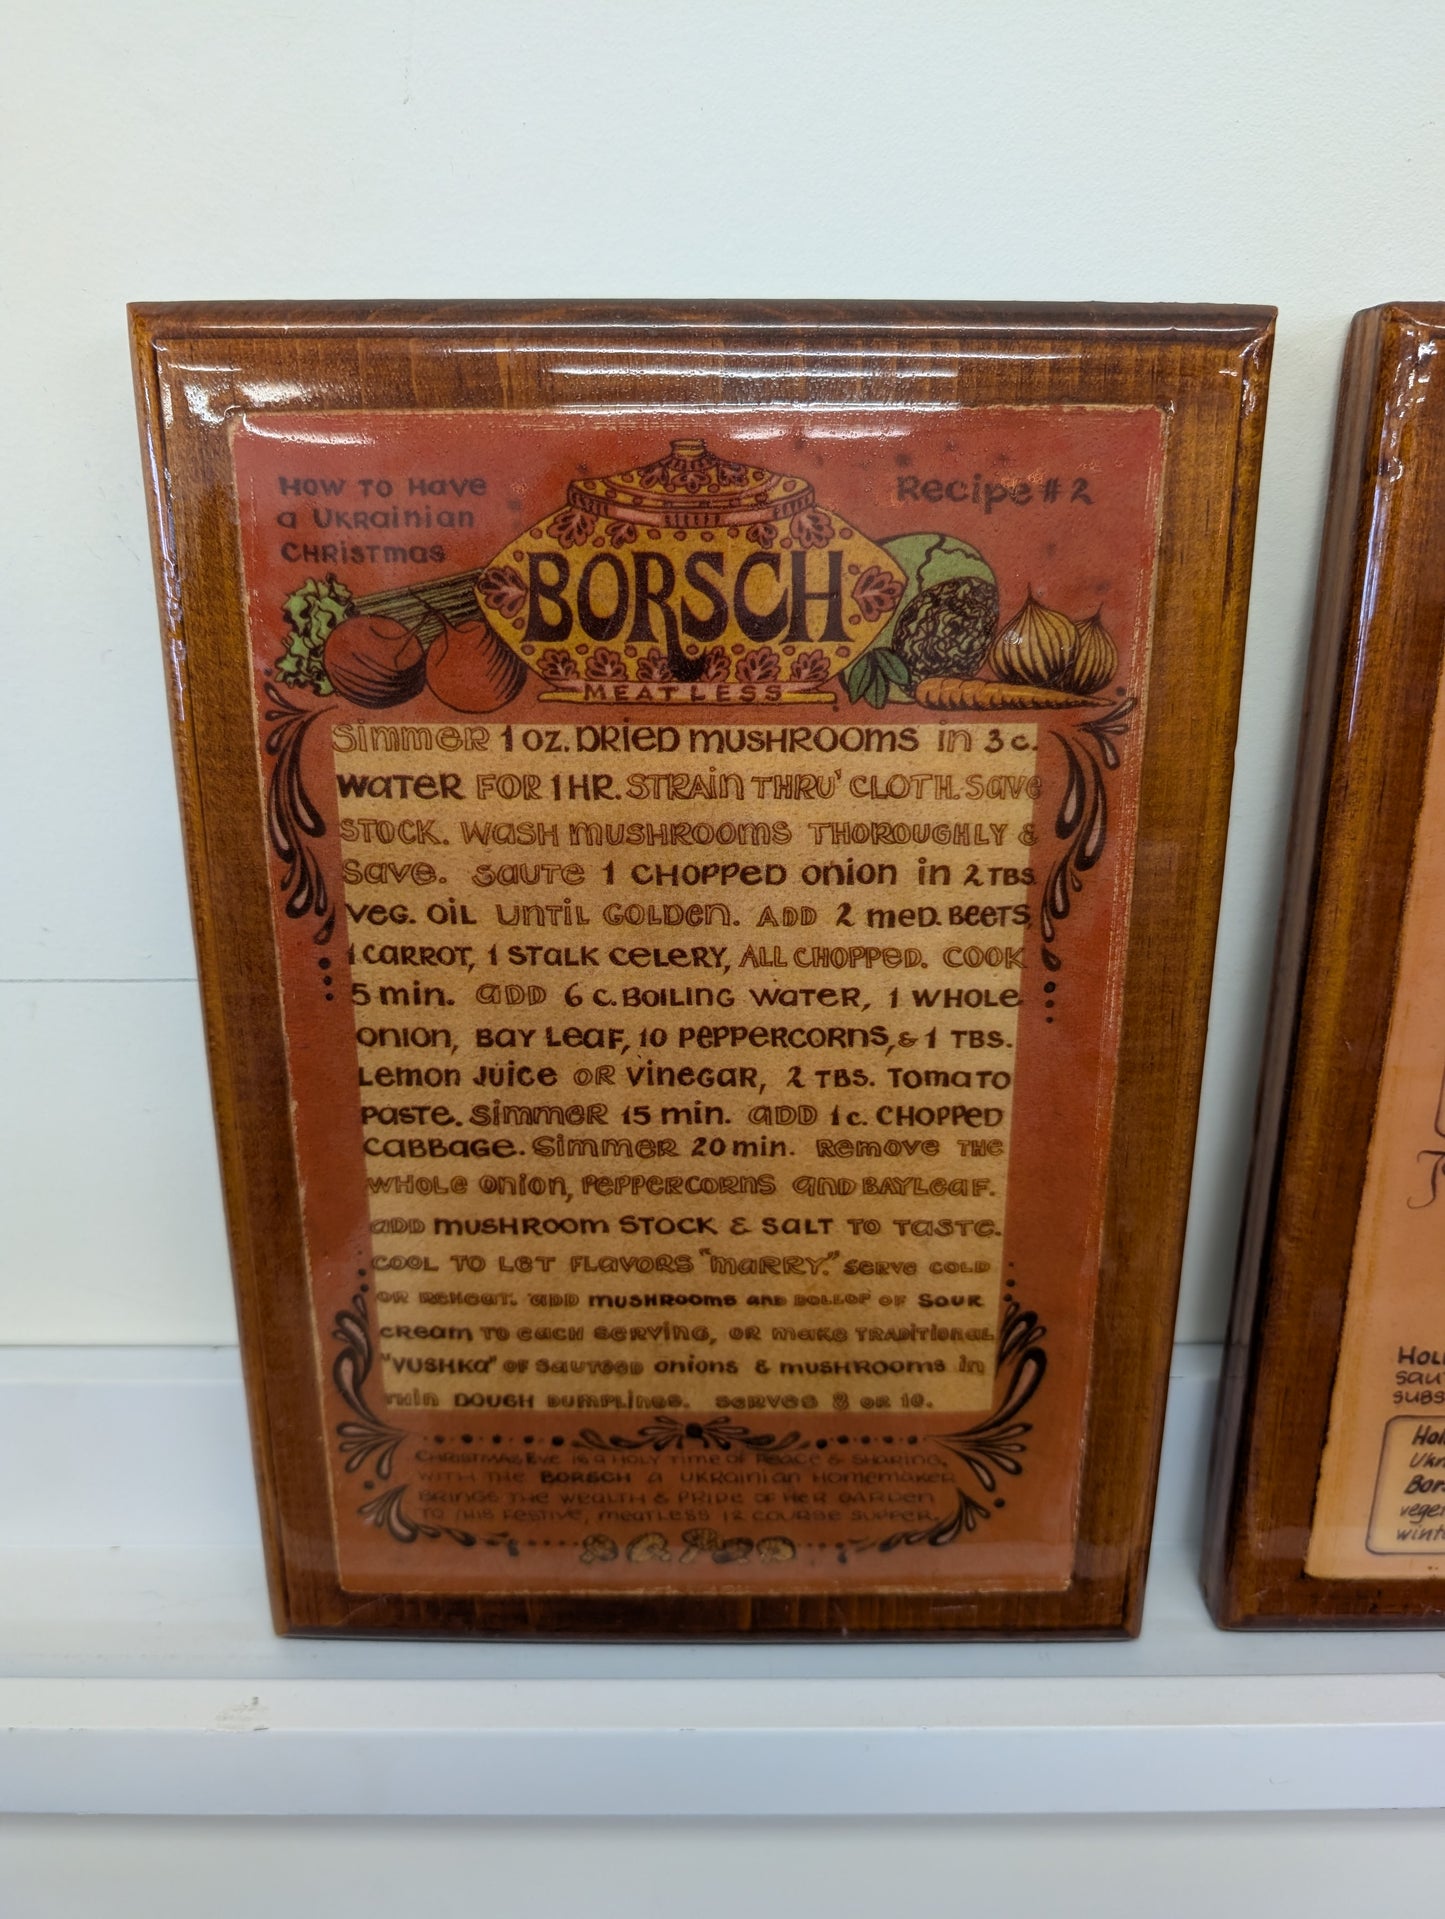 HOW TO HAVE
A UKRAINIAN
CHRISTMAS
Recipe # 2
BORSCH
MEATLESS
SIMMER 1 OZ. DRIED MUSHROOMS IN 3 C.
WATER FOR 1 HR. STRAIN THRU' CLOTH. SAVE
STOCK. WASH MUSHROOMS THOROUGHLY &
SAVE. SAUTE 1 CHOPPED ONION IN 2 TBS
VEG. OIL UNTIL GOLDEN. ADD 2 MED. BEETS,
1 CARROT, 1 STALK CELERY, ALL CHOPPED. COOK
5 MIN. ADD 6 C. BOILING WATER, 1 WHOLE
ONION, BAY LEAF, 10 PEPPERCORNS, & 1 TBS.
LEMON JUICE OR VINEGAR, 2 TBS. TOMATO
PASTE. SIMMER 15 MIN. ADD 1 C. CHOPPED
CABBAGE. SIMMER 20 MIN. REMOVE THE
WHOLE ONION, PEPPERCORNS AND BAYLEAF.
ADD MUSHROOM STOCK & SALT TO TASTE.
COOL TO LET FLAVORS "MARRY." SERVE COLD
OR REHEAT. ADD MUSHROOMS AND DOLLOP OF SOUR
CREAM TO EACH SERVING, OR MAKE TRADITIONAL
"VUSHKA" OF SAUTEED ONIONS & MUSHROOMS IN
THIN DOUGH DUMPLINGS. SERVES 8 OR 10.
CHRISTMAS EVE IS A HOLY TIME OF PEACE & SHARING.
WITH THE BORSCH A UKRAINIAN HOMEMAKER
BRINGS THE WEALTH & PRIDE OF HER GARDEN
TO THIS FESTIVE, MEATLESS 12 COURSE SUPPER.